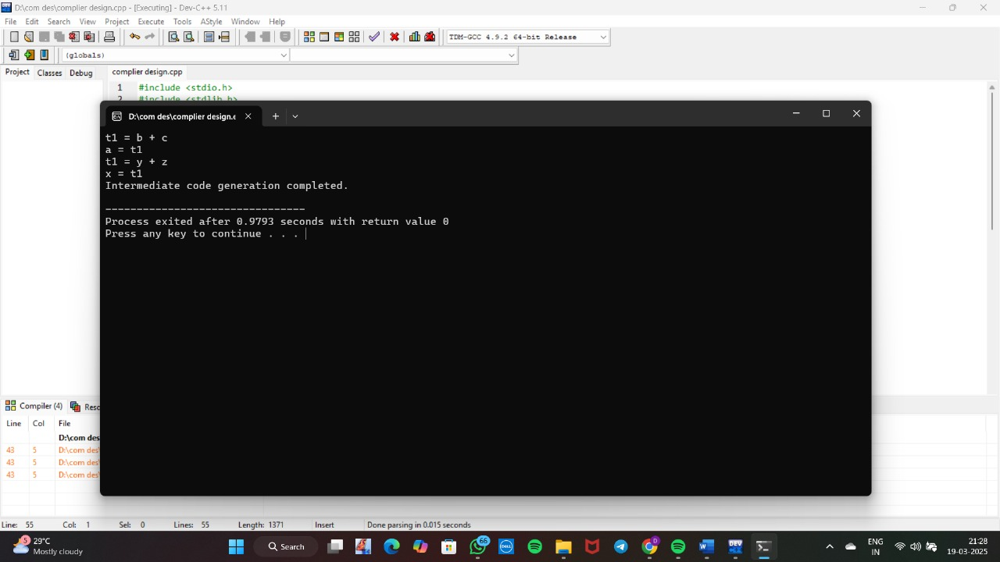 D:\com des\complier design.cpp - [Executing] - Dev-C++ 5.11
File Edit Search View Project Execute Tools AStyle Window Help
TDM-GCC 4.9.2 64-bit Release
(globals)
Project Classes Debug complier design.cpp
1 #include <stdio.h>
2 #include <stdlib.h>
D:\com des\complier design.e
t1 = b + c
a = t1
t1 = y + z
x = t1
Intermediate code generation completed.
--------------------------------
Process exited after 0.9793 seconds with return value 0
Press any key to continue . . .
Compiler (4) Reso
Line Col File
D:\com des
43 5 D:\com des\
43 5 D:\com des\
43 5 D:\com des\
Line: 55 Col: 1 Sel: 0 Lines: 55 Length: 1371 Insert Done parsing in 0.015 seconds
5 29°C
Mostly cloudy
Search
66
DELL
0
DEV
C++
ENG
IN
21:28
19-03-2025